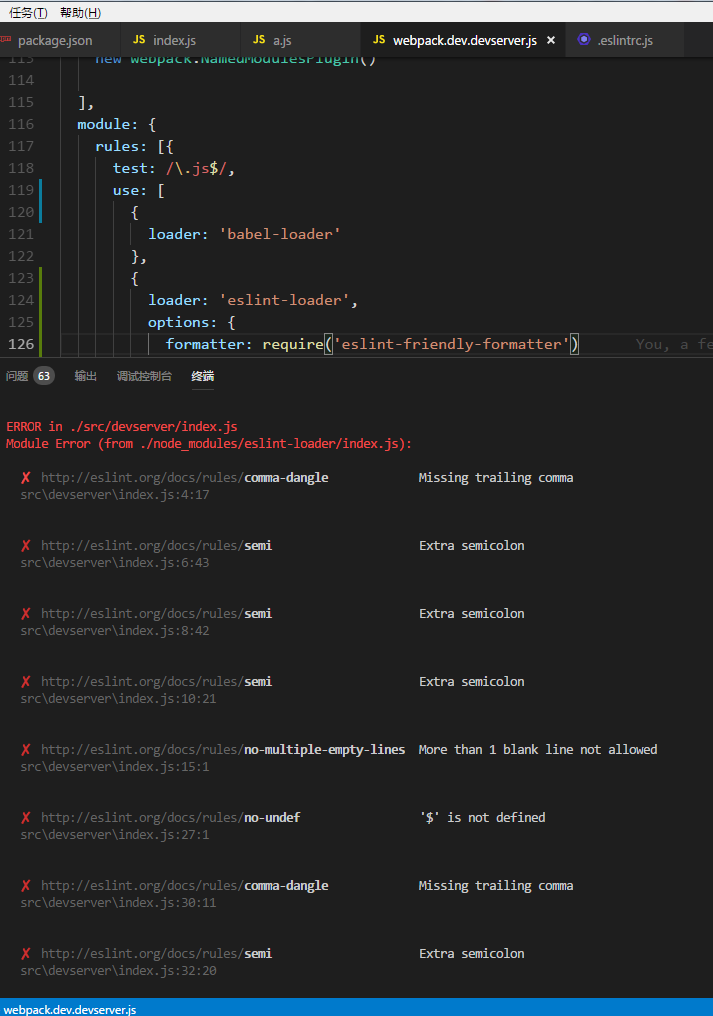 任务(T) 帮助(H)
package.json JS index.js JS a.js JS webpack.dev.devserver.js × .eslintrc.js
113 new webpack.NamedModulesPlugin()
114
115 ],
116 module: {
117 rules: [{
118 test: /\.js$/,
119 use: [
120 {
121 loader: 'babel-loader'
122 },
123 {
124 loader: 'eslint-loader',
125 options: {
126 formatter: require('eslint-friendly-formatter') You, a fe
问题 63 输出 调试控制台 终端
ERROR in ./src/devserver/index.js
Module Error (from ./node_modules/eslint-loader/index.js):
✘ http://eslint.org/docs/rules/comma-dangle Missing trailing comma
src\devserver\index.js:4:17
✘ http://eslint.org/docs/rules/semi Extra semicolon
src\devserver\index.js:6:43
✘ http://eslint.org/docs/rules/semi Extra semicolon
src\devserver\index.js:8:42
✘ http://eslint.org/docs/rules/semi Extra semicolon
src\devserver\index.js:10:21
✘ http://eslint.org/docs/rules/no-multiple-empty-lines More than 1 blank line not allowed
src\devserver\index.js:15:1
✘ http://eslint.org/docs/rules/no-undef '$' is not defined
src\devserver\index.js:27:1
✘ http://eslint.org/docs/rules/comma-dangle Missing trailing comma
src\devserver\index.js:30:11
✘ http://eslint.org/docs/rules/semi Extra semicolon
src\devserver\index.js:32:20
webpack.dev.devserver.js